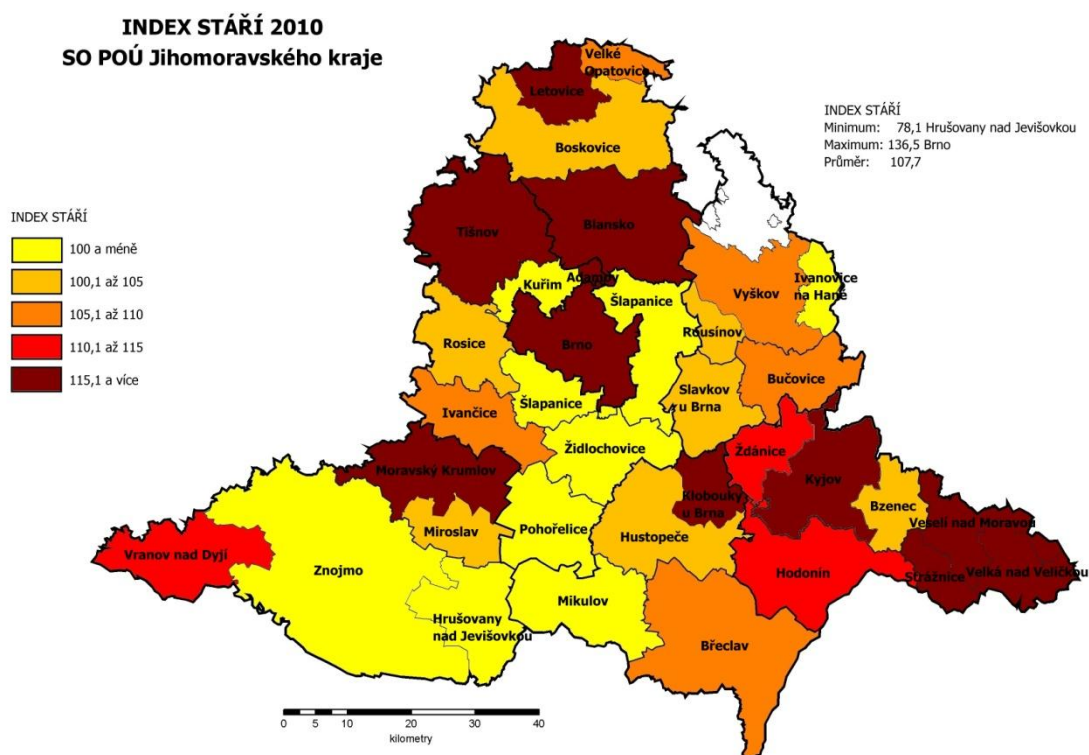 INDEX STÁŘÍ 2010
SO POÚ Jihomoravského kraje
INDEX STÁŘÍ
Minimum: 78,1 Hrušovany nad Jevišovkou
Maximum: 136,5 Brno
Průměr: 107,7
INDEX STÁŘÍ
100 a méně
100,1 až 105
105,1 až 110
110,1 až 115
115,1 a více
Velké
Opatovice
Letovice
Boskovice
Tišnov
Blansko
Adamov
Kuřim
Šlapanice
Vyškov
Ivanovice
na Hané
Rousínov
Rosice
Brno
Slavkov
u Brna
Bučovice
Šlapanice
Ivančice
Židlochovice
Ždánice
Moravský Krumlov
Kyjov
Klobouky
u Brna
Bzenec
Veselí nad Moravou
Pohořelice
Miroslav
Hustopeče
Vranov nad Dyjí
Znojmo
Hodonín
Strážnice
Velká nad Veličkou
Mikulov
Hrušovany
nad Jevišovkou
Břeclav
0 5 10 20 30 40
kilometry